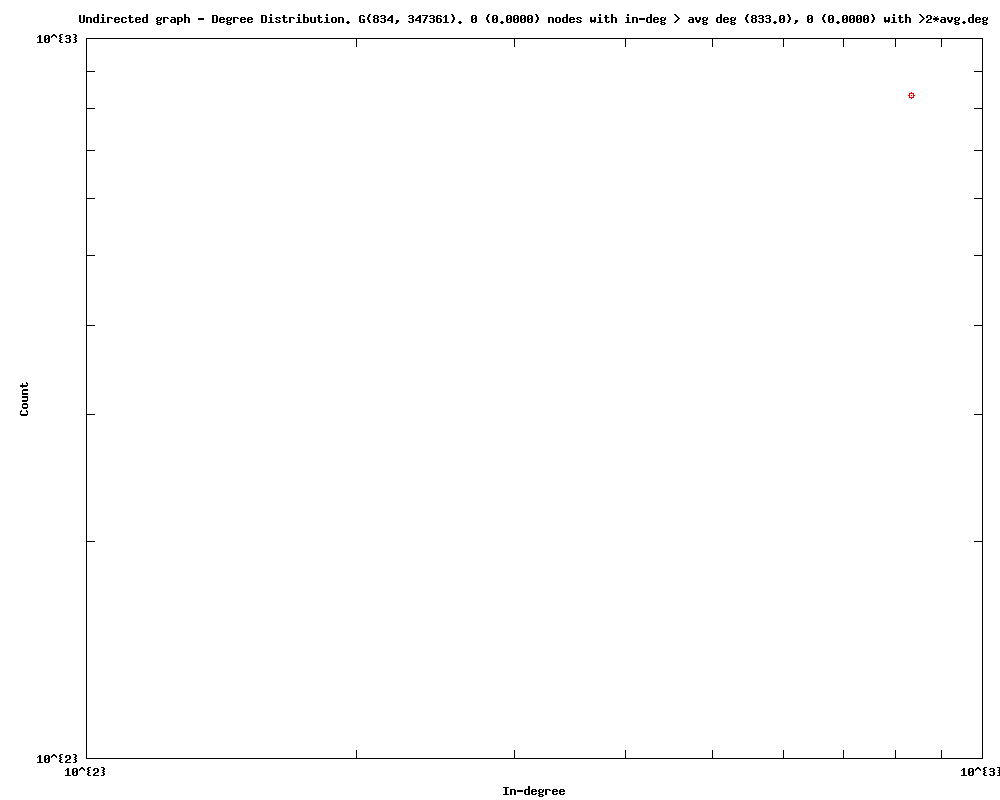 Undirected graph - Degree Distribution. G(834, 347361). 0 (0.0000) nodes with in-deg > avg deg (833.0), 0 (0.0000) with >2*avg.deg
10^{3}
Count
10^{2}
10^{2} 10^{3}
In-degree